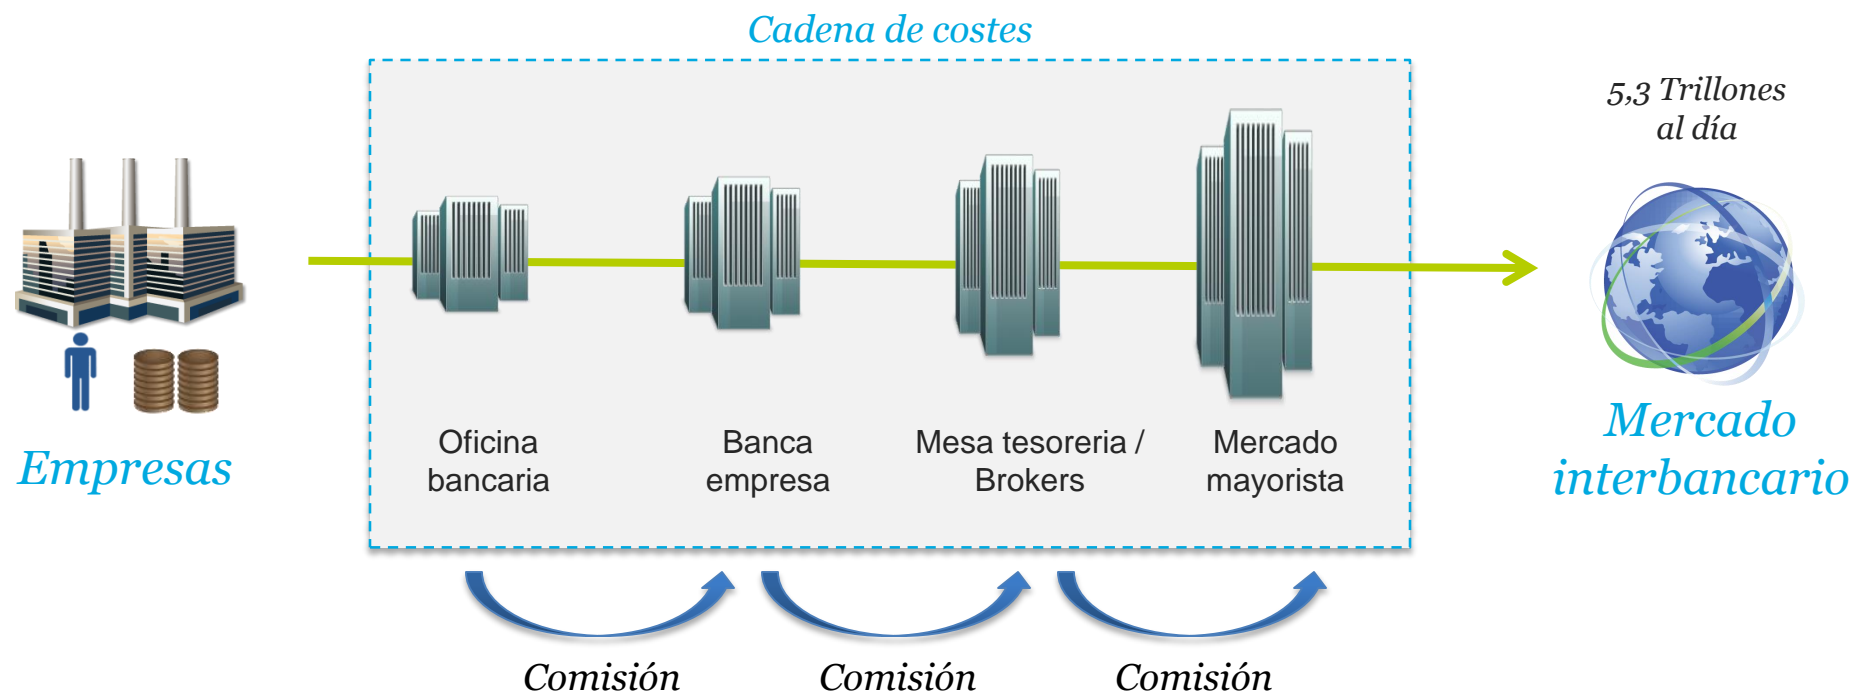 Cadena de costes
5,3 Trillones
al día
Oficina
bancaria
Banca
empresa
Mesa tesoreria /
Brokers
Mercado
mayorista
Empresas
Mercado
interbancario
Comisión
Comisión
Comisión